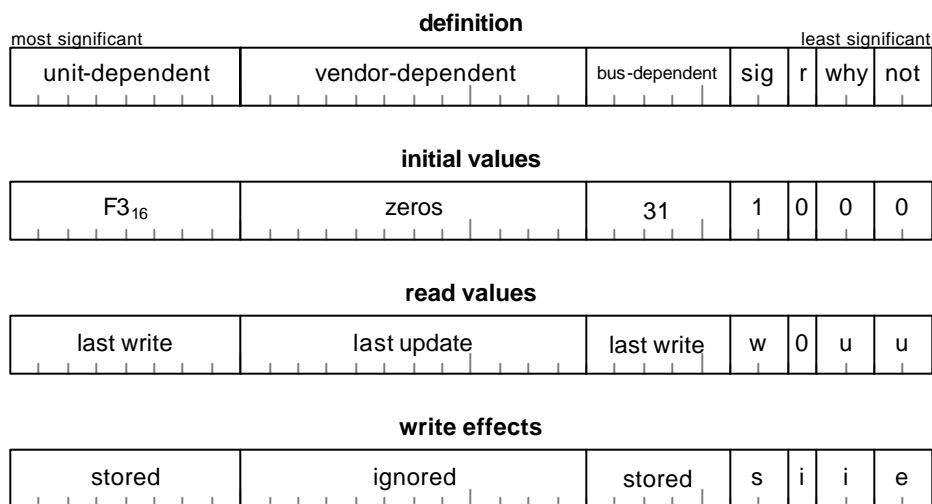 definition
most significant least significant
unit-dependent vendor-dependent bus-dependent sig r why not
initial values
F3₁₆ zeros 31 1 0 0 0
read values
last write last update last write w 0 u u
write effects
stored ignored stored s i i e